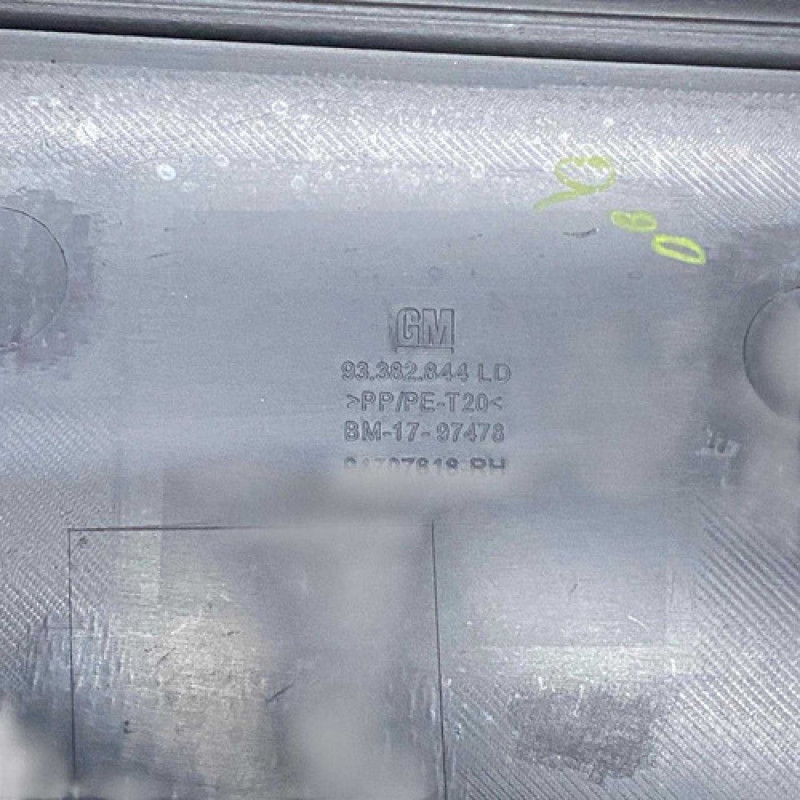 GM
93.382.844 LD
>PP/PE-T20<
BM-17-97478